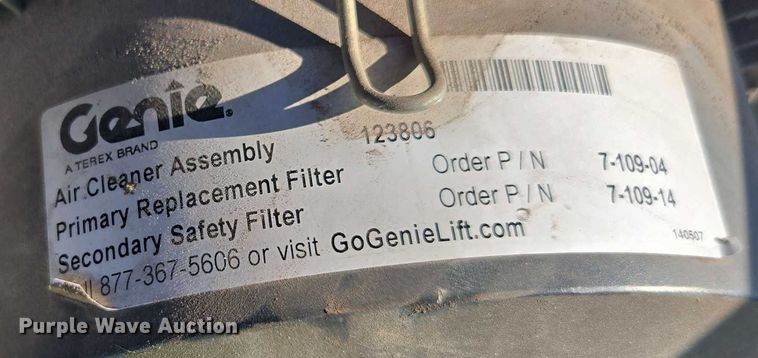 Genie.
A TEREX BRAND
Air Cleaner Assembly 123806
Primary Replacement Filter Order P / N 7-109-04
Secondary Safety Filter Order P / N 7-109-14
877-367-5606 or visit GoGenieLift.com
140507
Purple Wave Auction